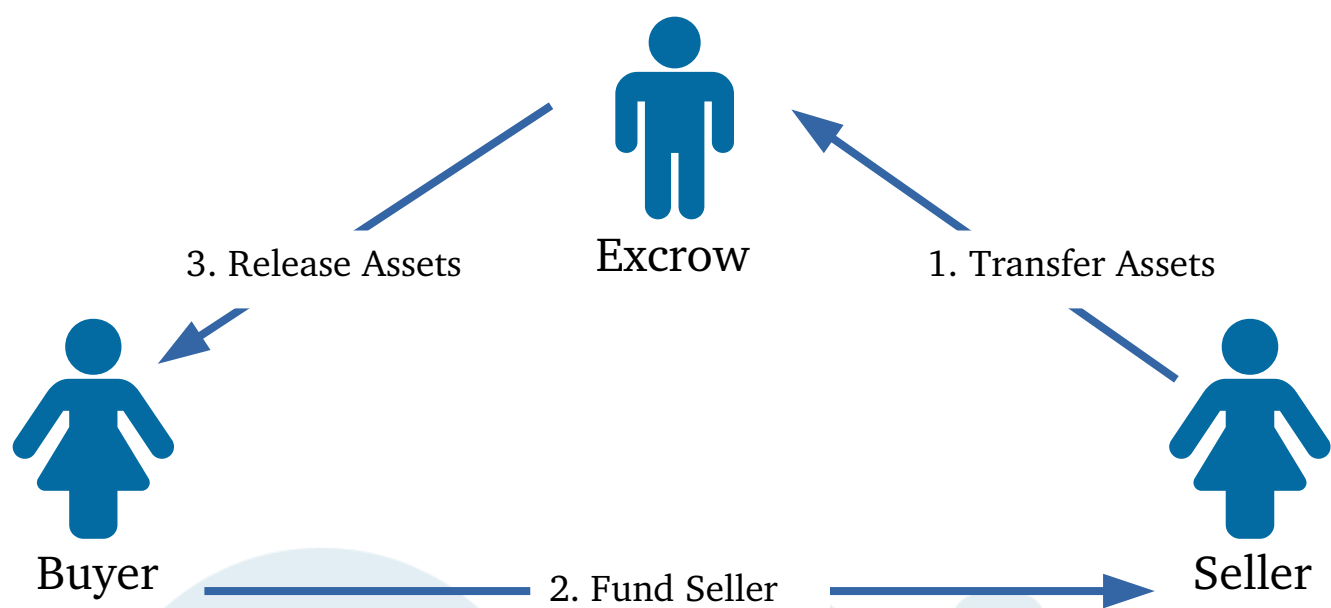 Excrow
3. Release Assets
1. Transfer Assets
Buyer
Seller
2. Fund Seller